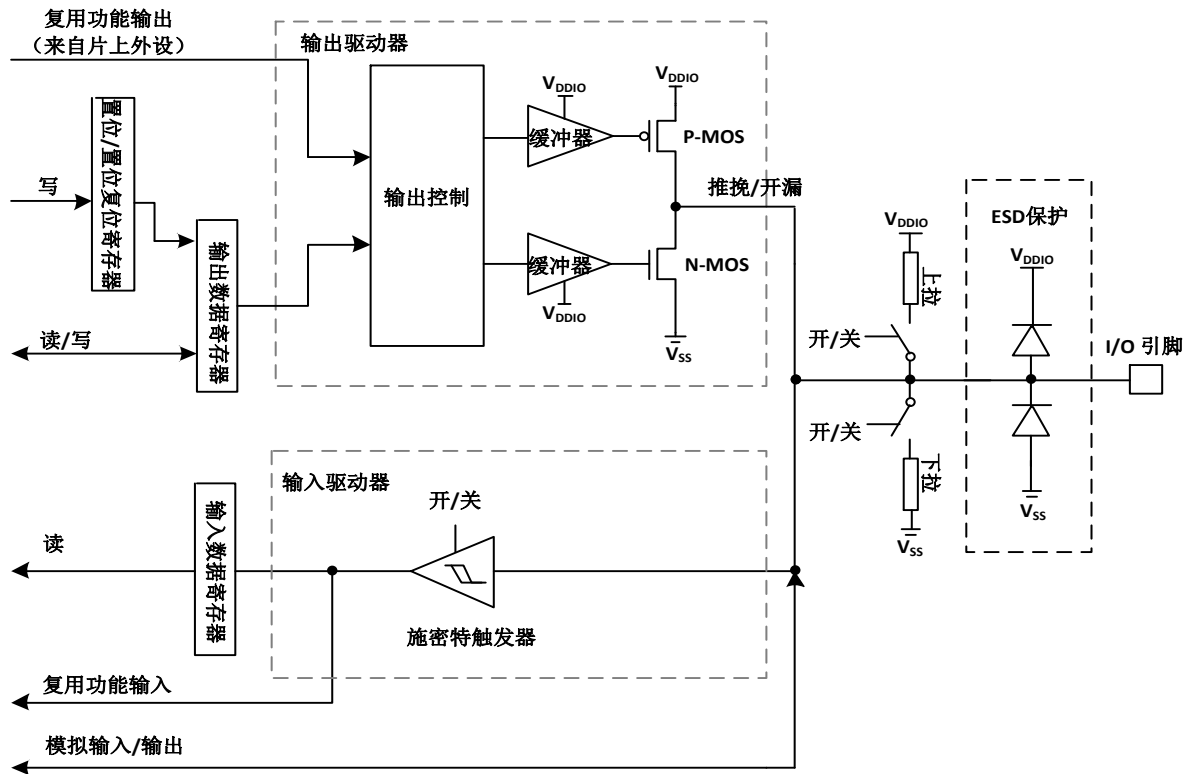 复用功能输出
（来自片上外设）
输出驱动器
VDDIO
VDDIO
置位/置位复位寄存器
缓冲器
P-MOS
写
输出控制
推挽/开漏
ESD保护
输出数据寄存器
VDDIO
缓冲器
N-MOS
上拉
VDDIO
VDDIO
读/写
开/关
VSS
I/O 引脚
开/关
输入驱动器
下拉
开/关
VSS
输入数据寄存器
读
VSS
施密特触发器
复用功能输入
模拟输入/输出